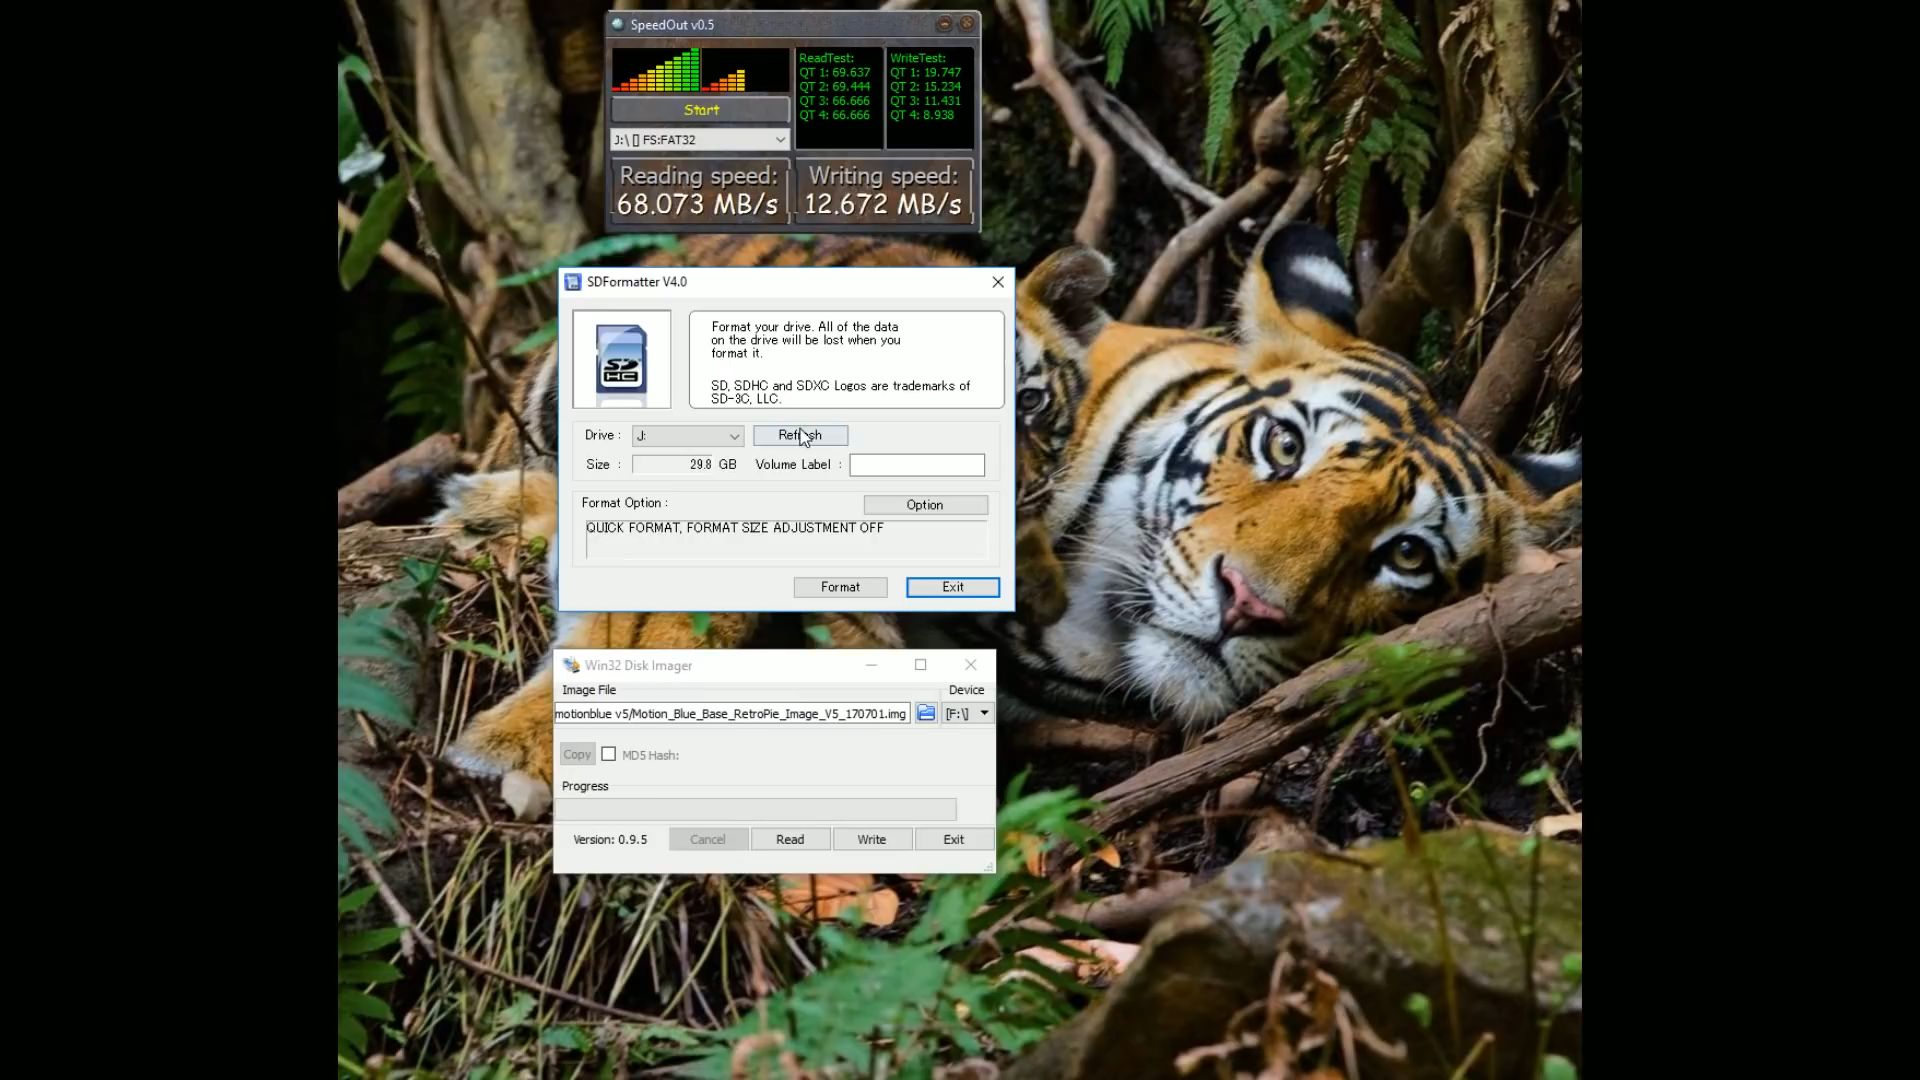 SpeedOut v0.5
ReadTest:
QT 1: 69.637
QT 2: 69.444
QT 3: 66.666
QT 4: 66.666
WriteTest:
QT 1: 19.747
QT 2: 15.234
QT 3: 11.431
QT 4: 8.938
Start
J:\ [] FS:FAT32
Reading speed:
68.073 MB/s
Writing speed:
12.672 MB/s
SDFormatter V4.0
Format your drive. All of the data
on the drive will be lost when you
format it.
SD, SDHC and SDXC Logos are trademarks of
SD-3C, LLC.
SD
HC
Drive : J: Refresh
Size : 29.8 GB Volume Label :
Format Option : Option
QUICK FORMAT, FORMAT SIZE ADJUSTMENT OFF
Format Exit
Win32 Disk Imager
Image File Device
motionblue v5/Motion_Blue_Base_RetroPie_Image_V5_170701.img [F:\]
Copy MD5 Hash:
Progress
Version: 0.9.5 Cancel Read Write Exit